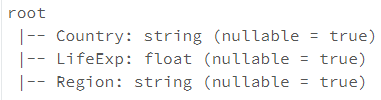 root
 |-- Country: string (nullable = true)
 |-- LifeExp: float (nullable = true)
 |-- Region: string (nullable = true)